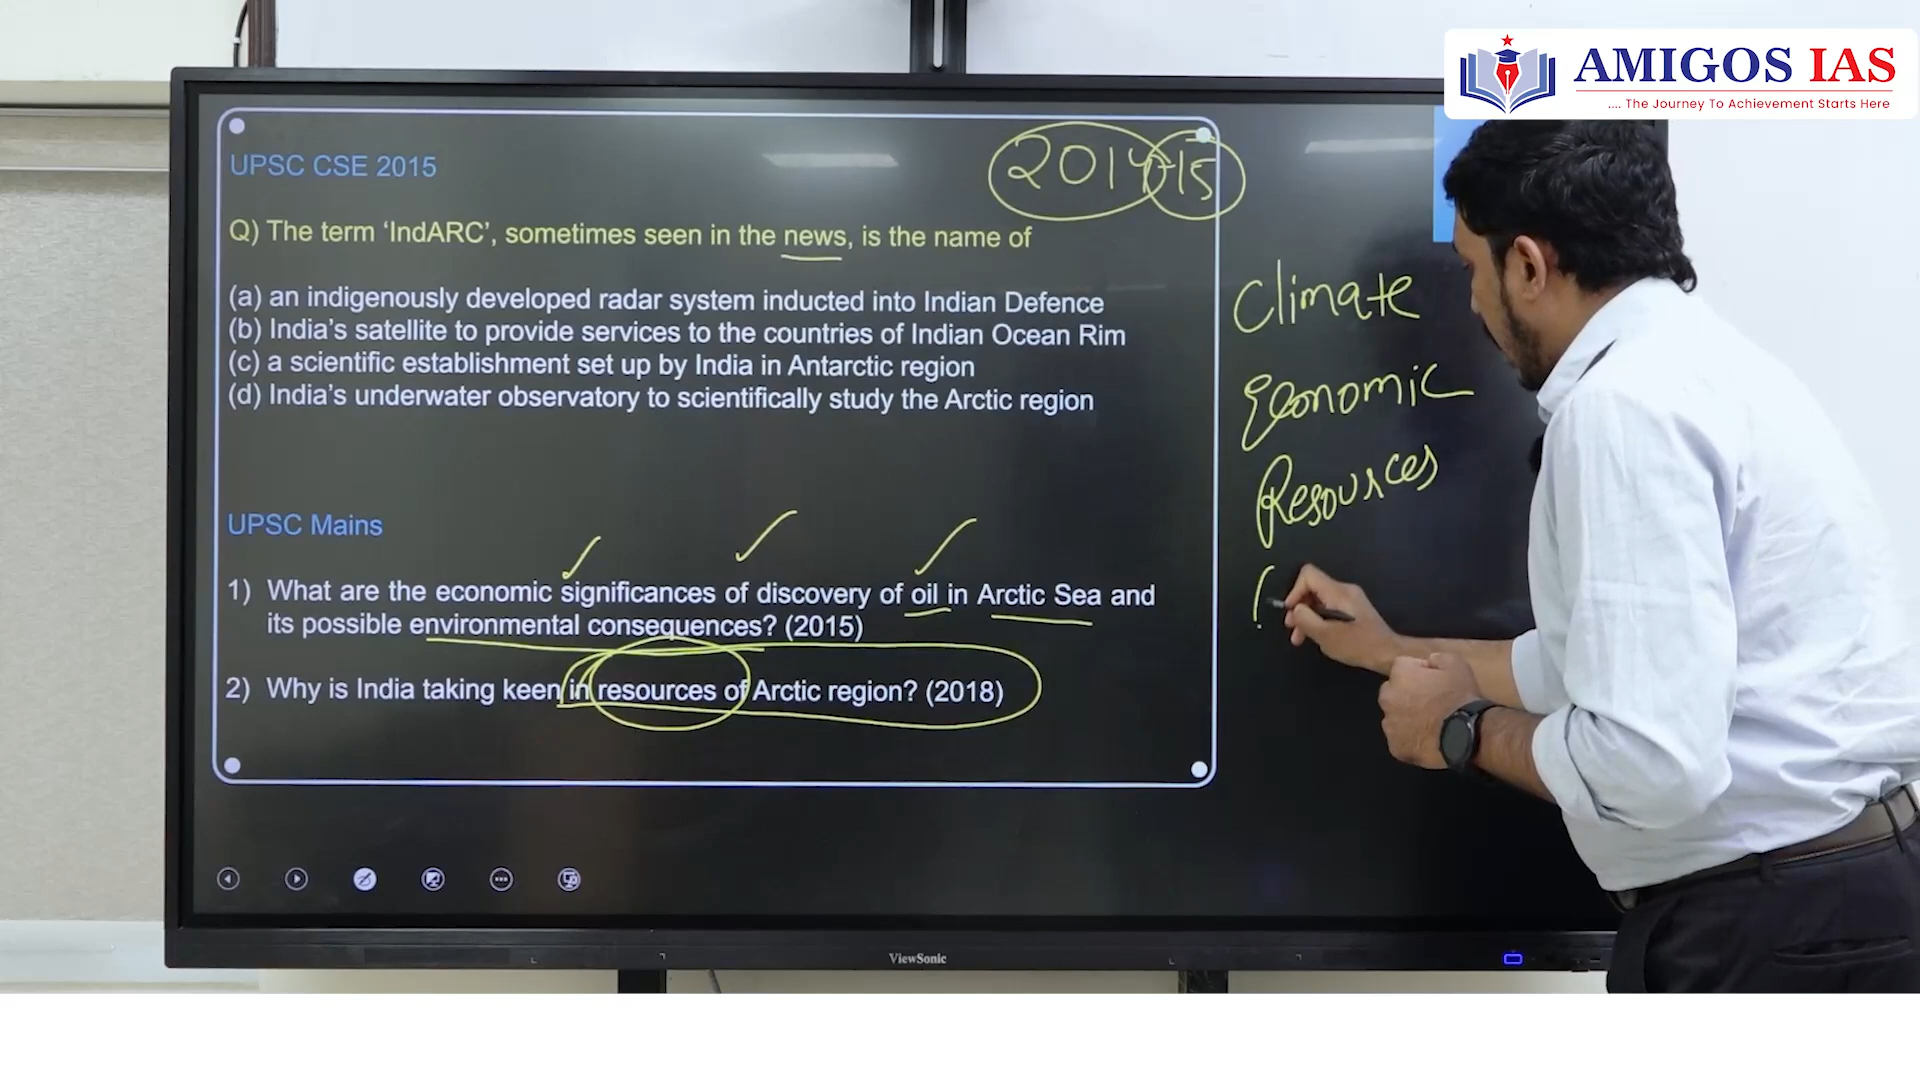 AMIGOS IAS
.... The Journey To Achievement Starts Here
UPSC CSE 2015
2014-15
Q) The term ‘IndARC’, sometimes seen in the news, is the name of
(a) an indigenously developed radar system inducted into Indian Defence
(b) India’s satellite to provide services to the countries of Indian Ocean Rim
(c) a scientific establishment set up by India in Antarctic region
(d) India’s underwater observatory to scientifically study the Arctic region
Climate
Economic
Resources
UPSC Mains
1) What are the economic significances of discovery of oil in Arctic Sea and
its possible environmental consequences? (2015)
2) Why is India taking keen in resources of Arctic region? (2018)
ViewSonic